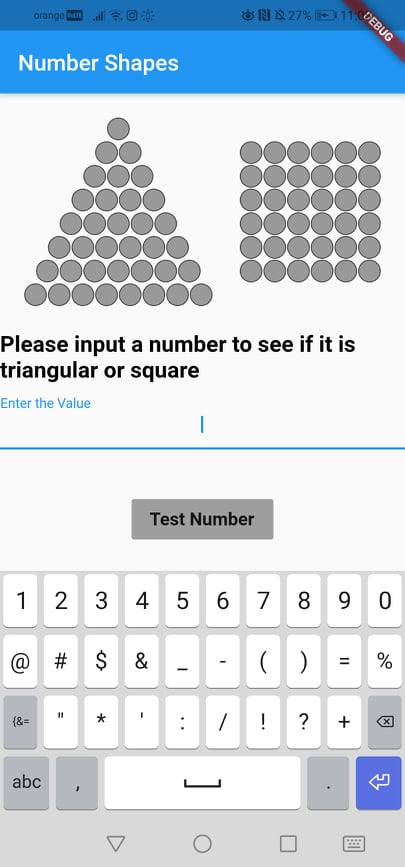 orange 27% 11:0
DEBUG
Number Shapes
Please input a number to see if it is
triangular or square
Enter the Value
Test Number
1 2 3 4 5 6 7 8 9 0
@ # $ & _ - ( ) = %
{&= " * ' : / ! ? +
abc , .